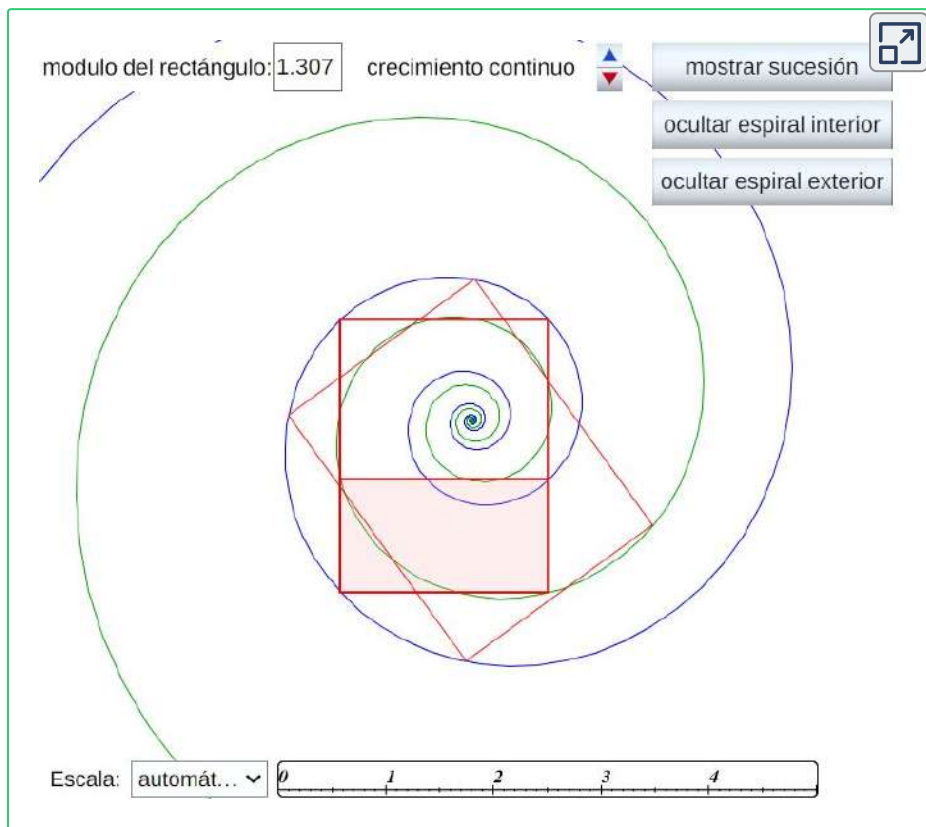 modulo del rectángulo: 1.307 crecimiento continuo mostrar sucesión
ocultar espiral interior
ocultar espiral exterior
Escala: automát... 0 1 2 3 4